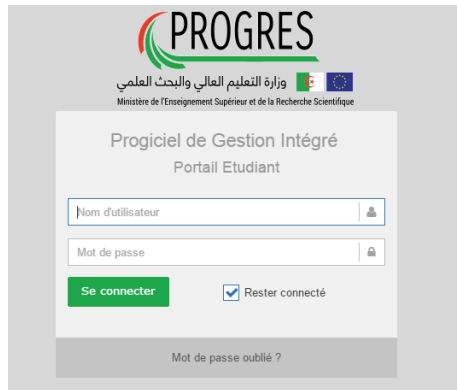 PROGRES
وزارة التعليم العالي والبحث العلمي
Ministère de l'Enseignement Supérieur et de la Recherche Scientifique
Progiciel de Gestion Intégré
Portail Etudiant
Nom d'utilisateur
Mot de passe
Se connecter
Rester connecté
Mot de passe oublié ?